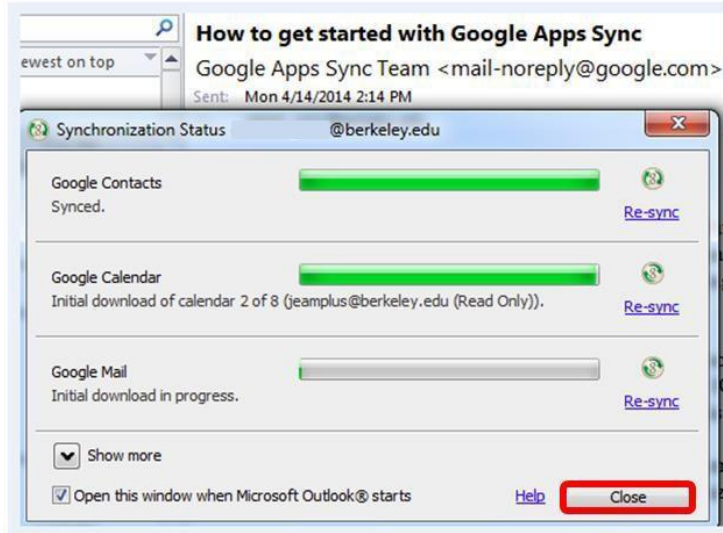 How to get started with Google Apps Sync
ewest on top
Google Apps Sync Team <mail-noreply@google.com>
Sent: Mon 4/14/2014 2:14 PM
Synchronization Status @berkeley.edu
Google Contacts
Synced.
Re-sync
Google Calendar
Initial download of calendar 2 of 8 (jeamplus@berkeley.edu (Read Only)).
Re-sync
Google Mail
Initial download in progress.
Re-sync
Show more
Open this window when Microsoft Outlook® starts Help Close